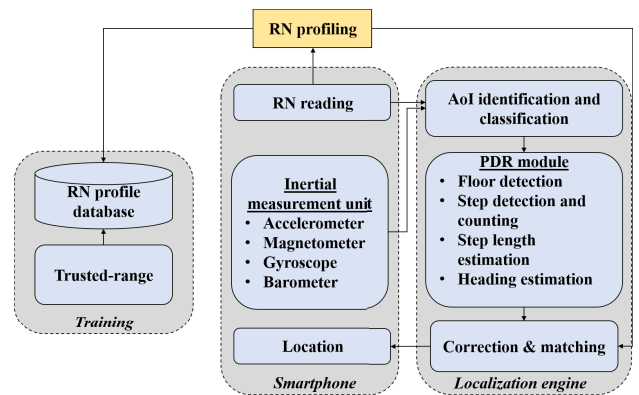 RN profiling
RN reading
AoI identification and
classification
RN profile
database
Trusted-range
Training
Inertial
measurement unit
• Accelerometer
• Magnetometer
• Gyroscope
• Barometer
Location
Smartphone
PDR module
• Floor detection
• Step detection and
counting
• Step length
estimation
• Heading estimation
Correction & matching
Localization engine